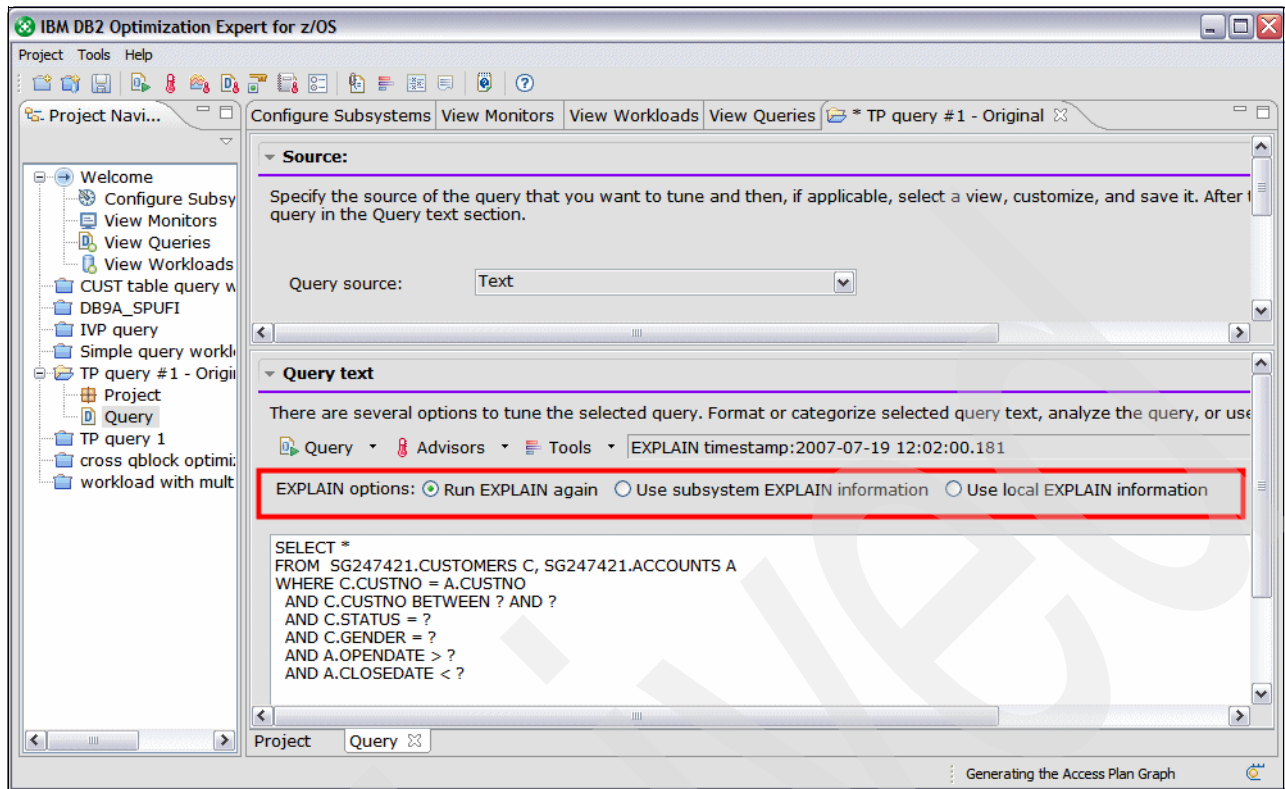 IBM DB2 Optimization Expert for z/OS
Project Tools Help
Project Navi...
Configure Subsystems View Monitors View Workloads View Queries * TP query #1 - Original
Welcome
Configure Subsy
View Monitors
View Queries
View Workloads
CUST table query w
DB9A_SPUFI
IVP query
Simple query workl
TP query #1 - Origi
Project
Query
TP query 1
cross qblock optimi
workload with mult
Source:
Specify the source of the query that you want to tune and then, if applicable, select a view, customize, and save it. After
query in the Query text section.
Query source: Text
Query text
There are several options to tune the selected query. Format or categorize selected query text, analyze the query, or use
Query Advisors Tools EXPLAIN timestamp:2007-07-19 12:02:00.181
EXPLAIN options: Run EXPLAIN again Use subsystem EXPLAIN information Use local EXPLAIN information
SELECT *
FROM SG247421.CUSTOMERS C, SG247421.ACCOUNTS A
WHERE C.CUSTNO = A.CUSTNO
AND C.CUSTNO BETWEEN ? AND ?
AND C.STATUS = ?
AND C.GENDER = ?
AND A.OPENDATE > ?
AND A.CLOSEDATE < ?
Project Query
Generating the Access Plan Graph